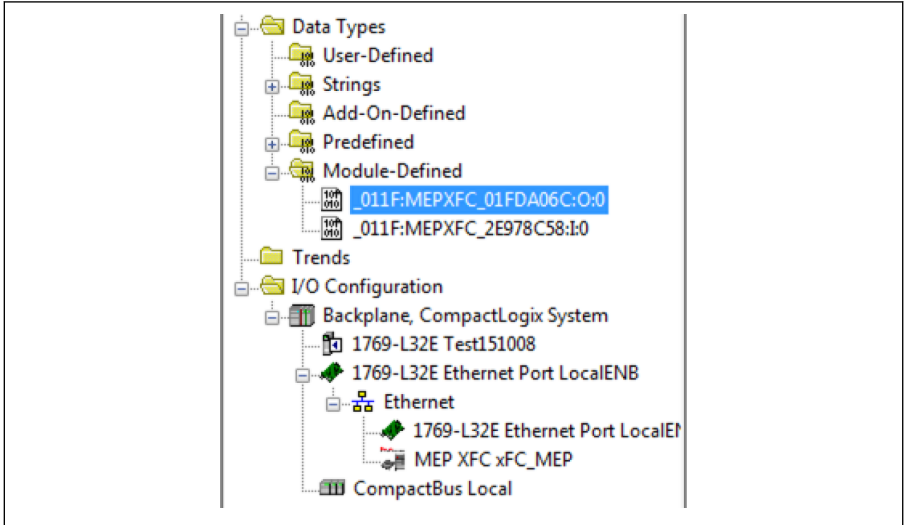 Data Types
User-Defined
Strings
Add-On-Defined
Predefined
Module-Defined
_011F:MEPXFC_01FDA06C:O:0
_011F:MEPXFC_2E978C58:I:0
Trends
I/O Configuration
Backplane, CompactLogix System
1769-L32E Test151008
1769-L32E Ethernet Port LocalENB
Ethernet
1769-L32E Ethernet Port LocalEN
MEP XFC xFC_MEP
CompactBus Local